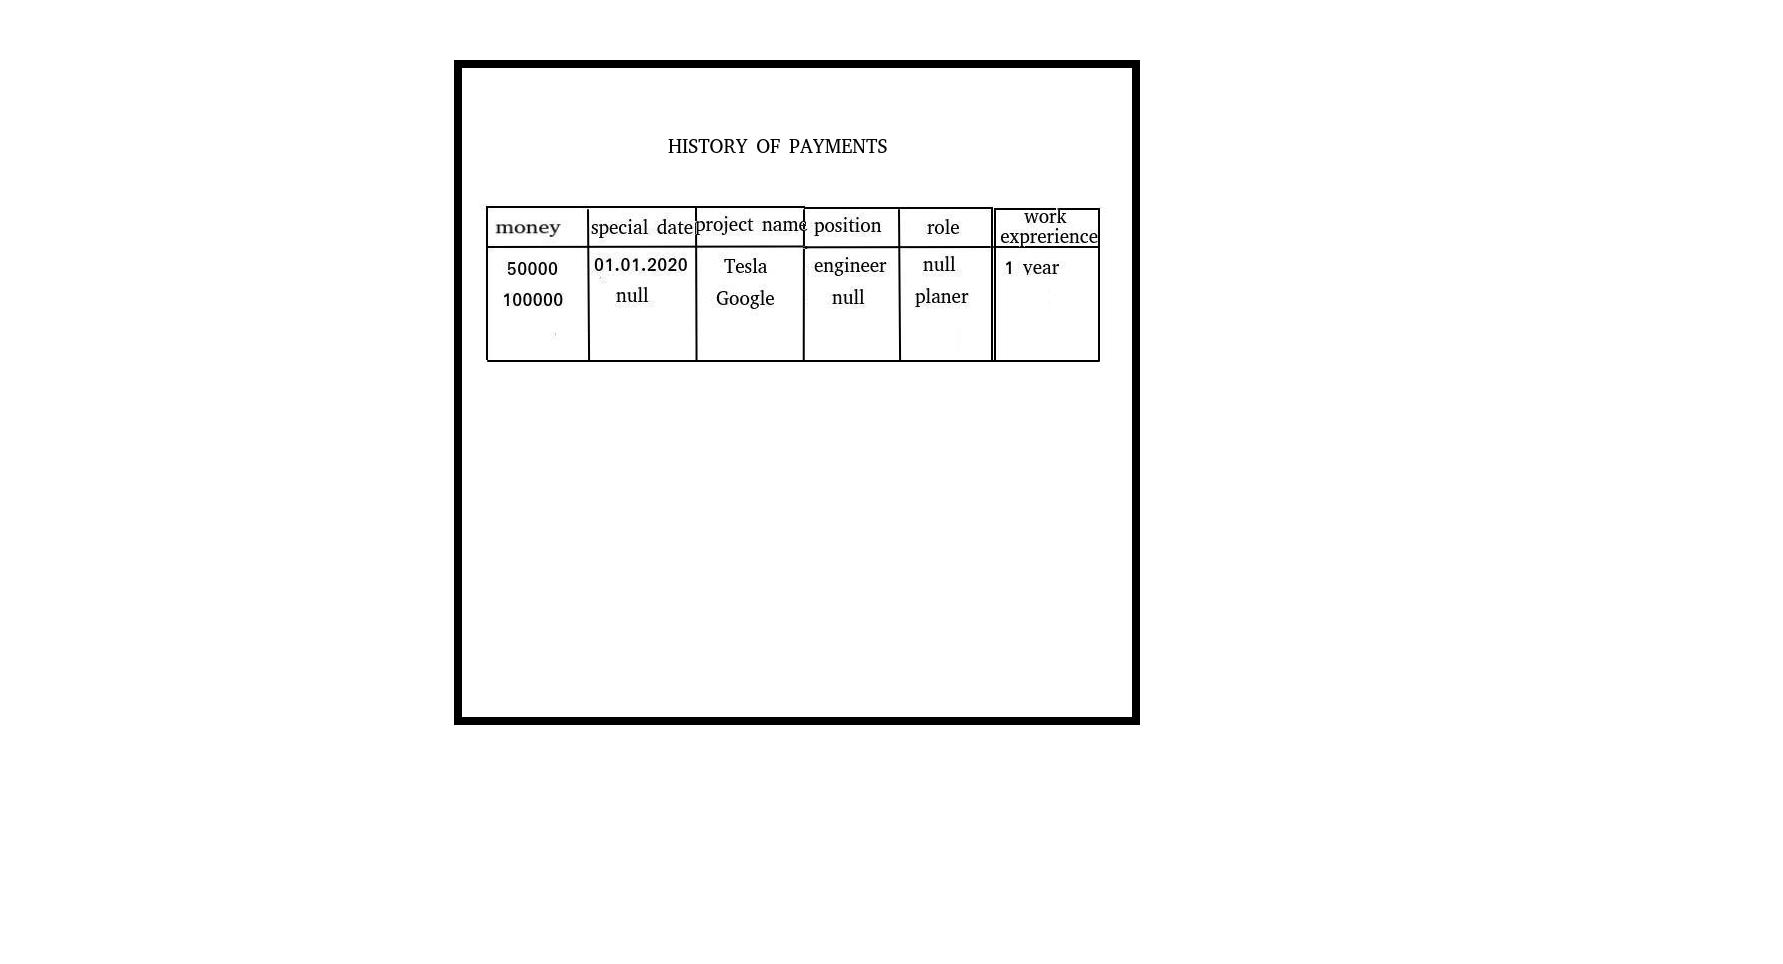 HISTORY OF PAYMENTS
money special date project name position role work exprerience
50000 01.01.2020 Tesla engineer null 1 year
100000 null Google null planer